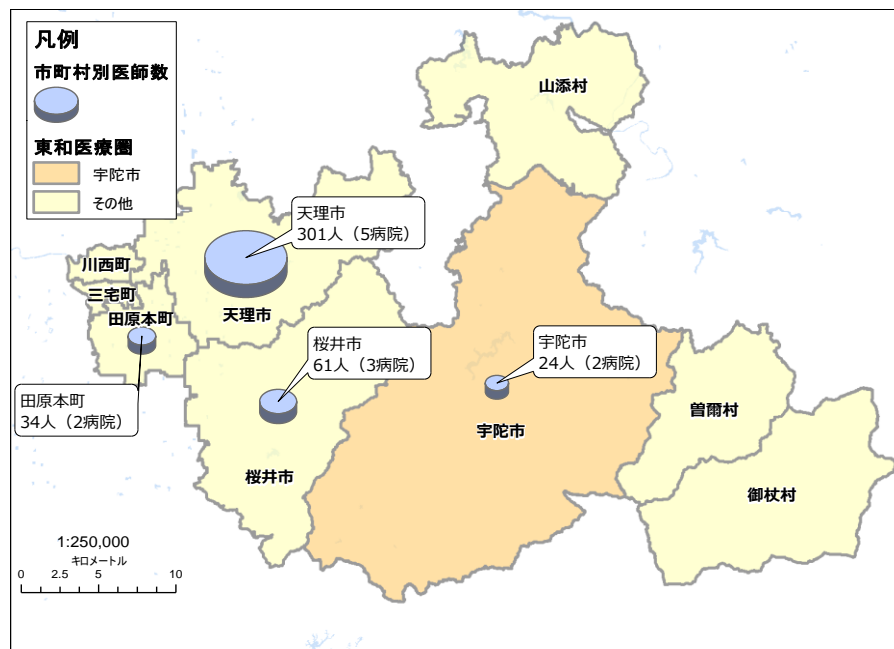 凡例
市町村別医師数
東和医療圏
宇陀市
その他
山添村
天理市
301人（5病院）
川西町
三宅町
田原本町
天理市
桜井市
61人（3病院）
宇陀市
24人（2病院）
田原本町
34人（2病院）
曽爾村
宇陀市
桜井市
御杖村
1:250,000
キロメートル
0 2.5 5 10